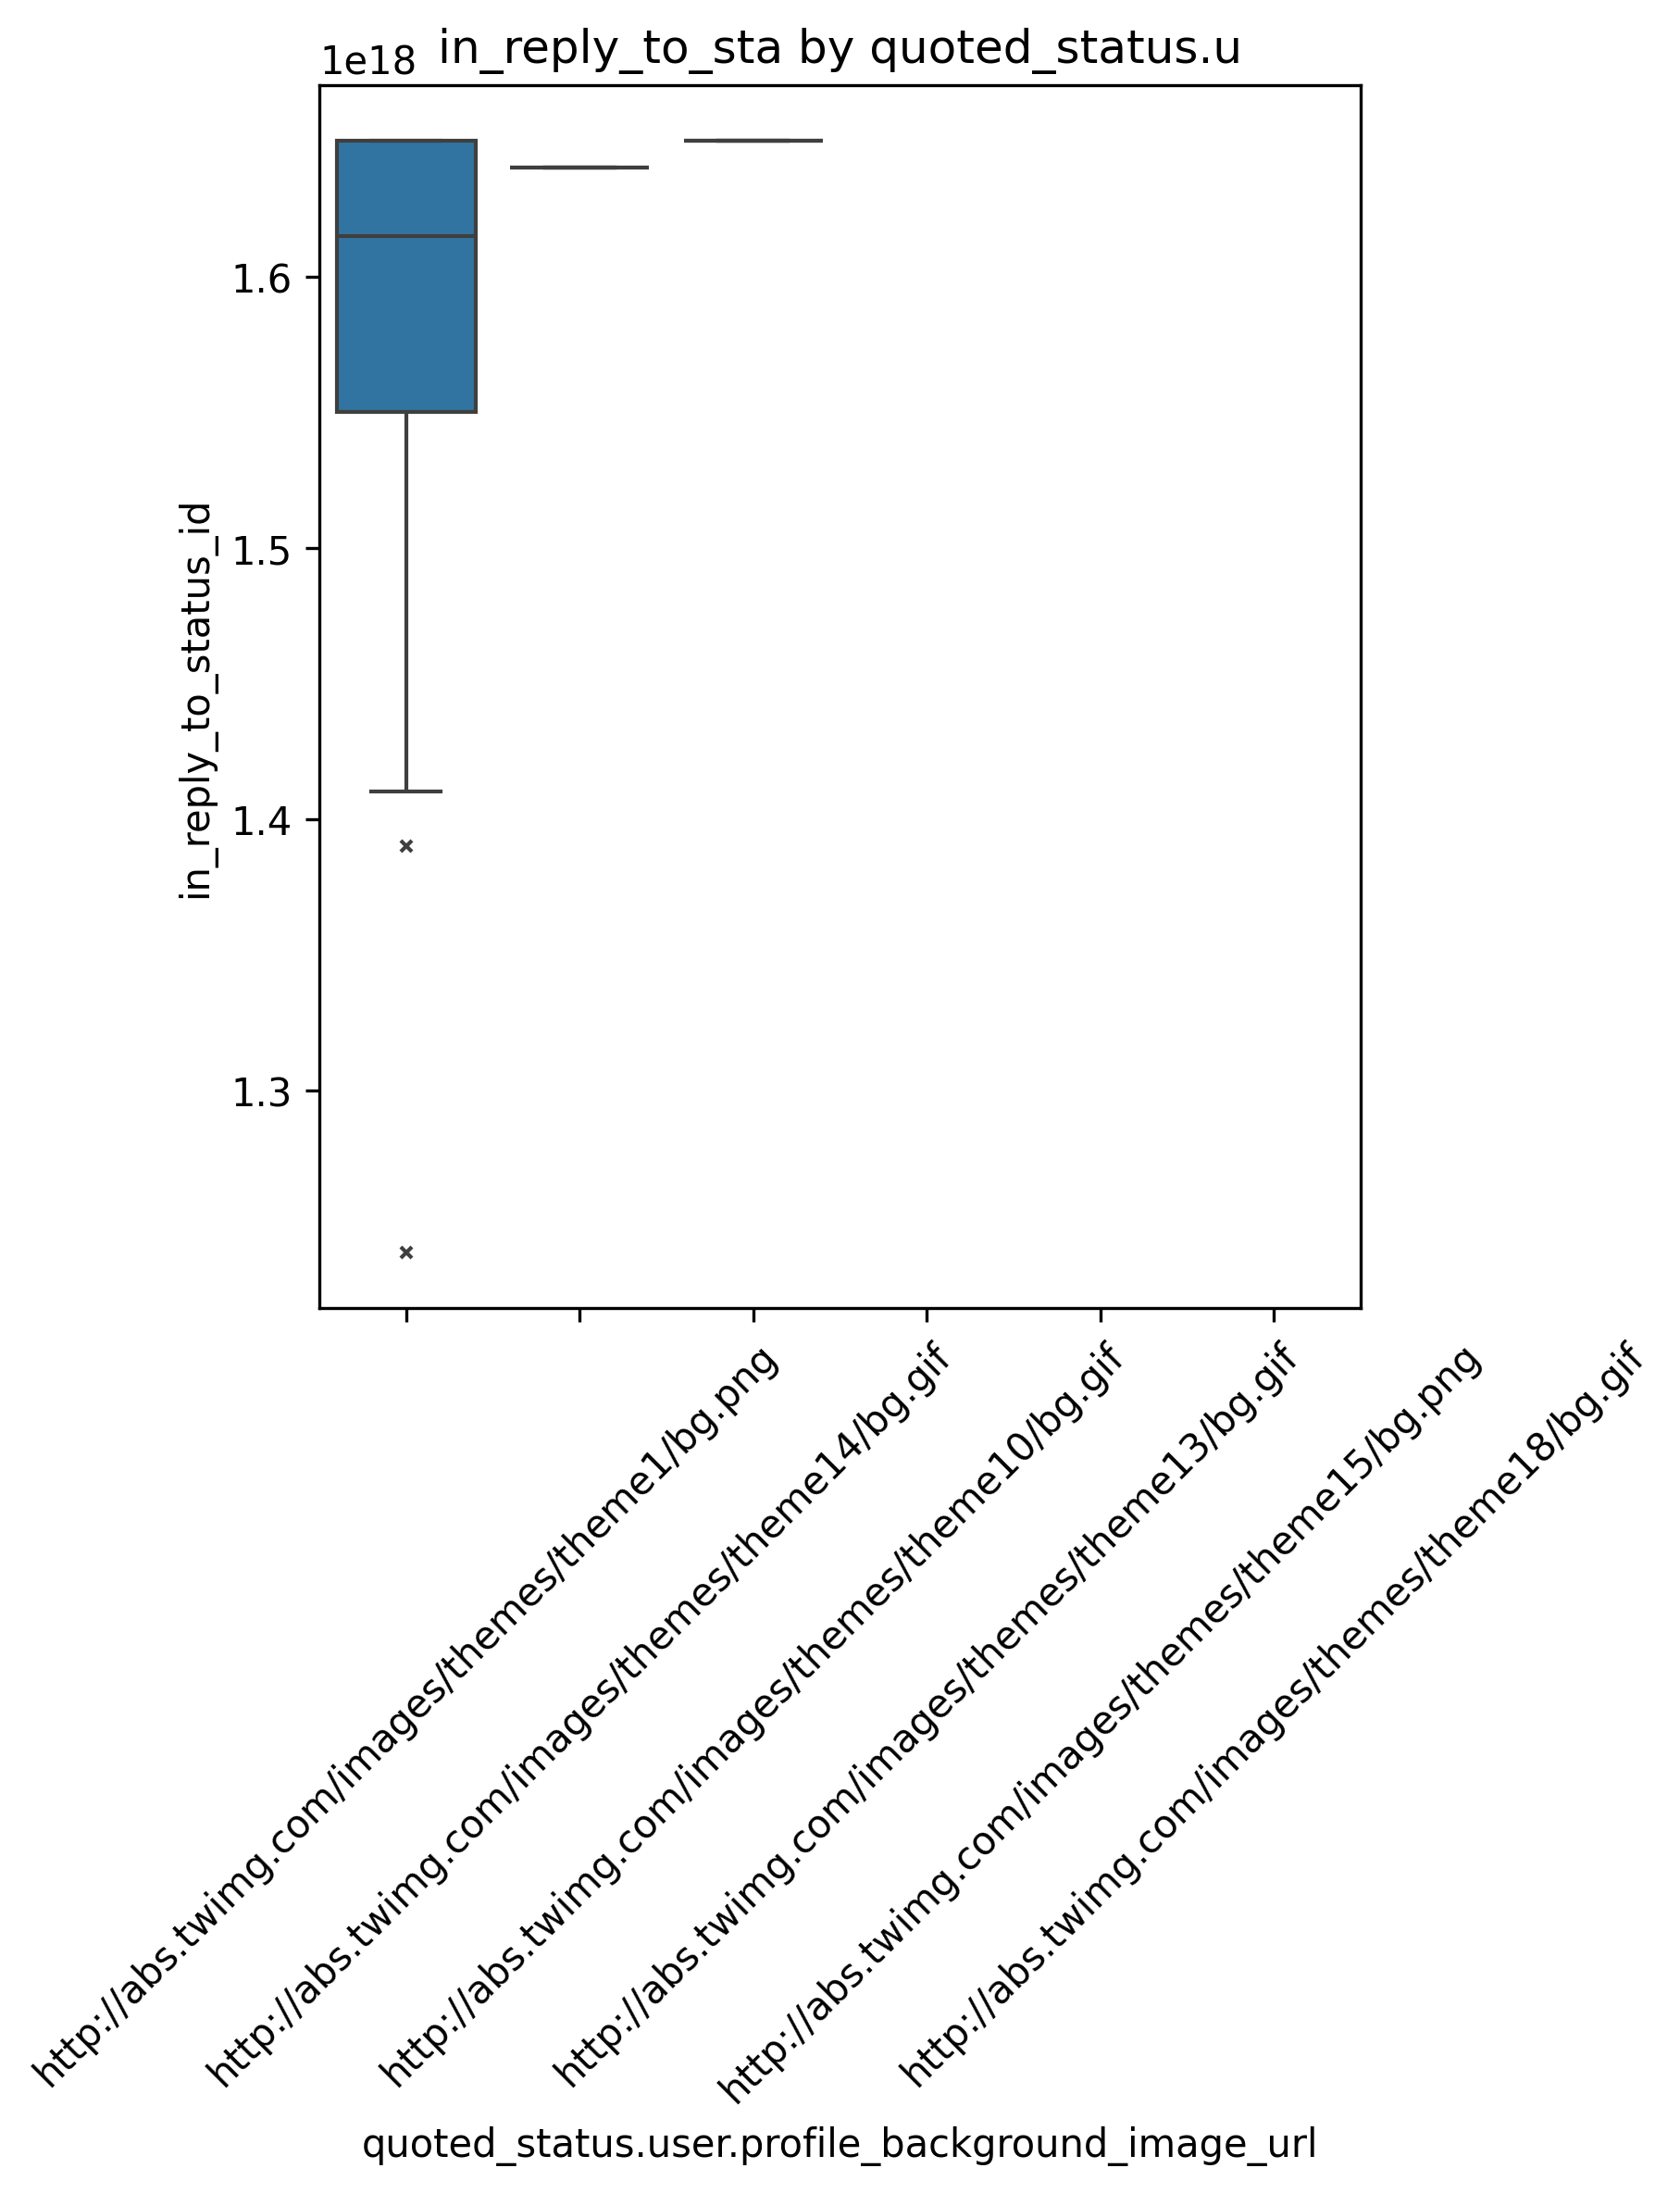 1e18
in_reply_to_sta by quoted_status.u
in_reply_to_status_id
1.6
1.5
1.4
1.3
http://abs.twimg.com/images/themes/theme1/bg.png
http://abs.twimg.com/images/themes/theme14/bg.gif
http://abs.twimg.com/images/themes/theme10/bg.gif
http://abs.twimg.com/images/themes/theme13/bg.gif
http://abs.twimg.com/images/themes/theme15/bg.png
http://abs.twimg.com/images/themes/theme18/bg.gif
quoted_status.user.profile_background_image_url